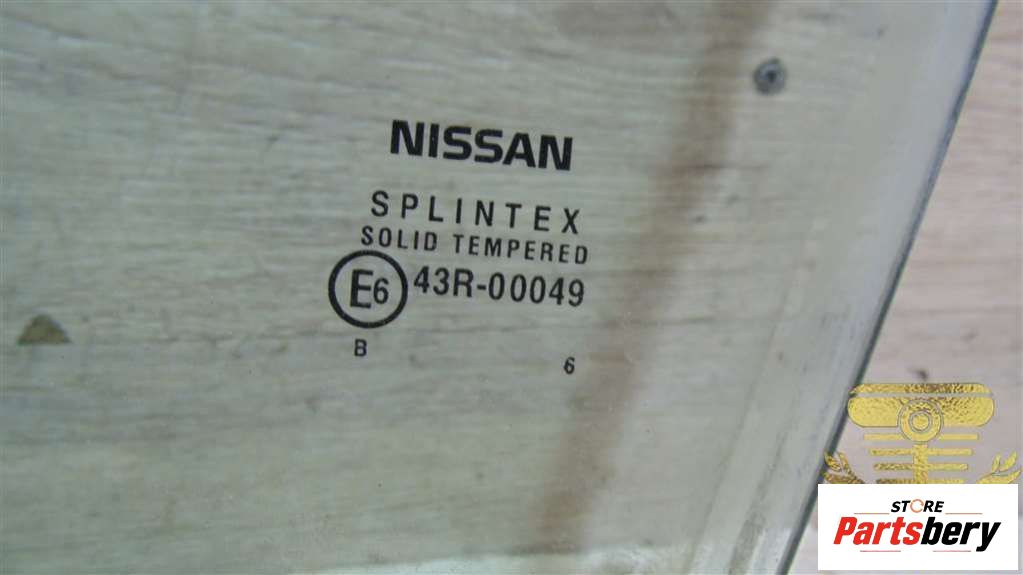 NISSAN
SPLINTEX
SOLID TEMPERED
E6 43R-00049
B 6
STORE
Partsbery